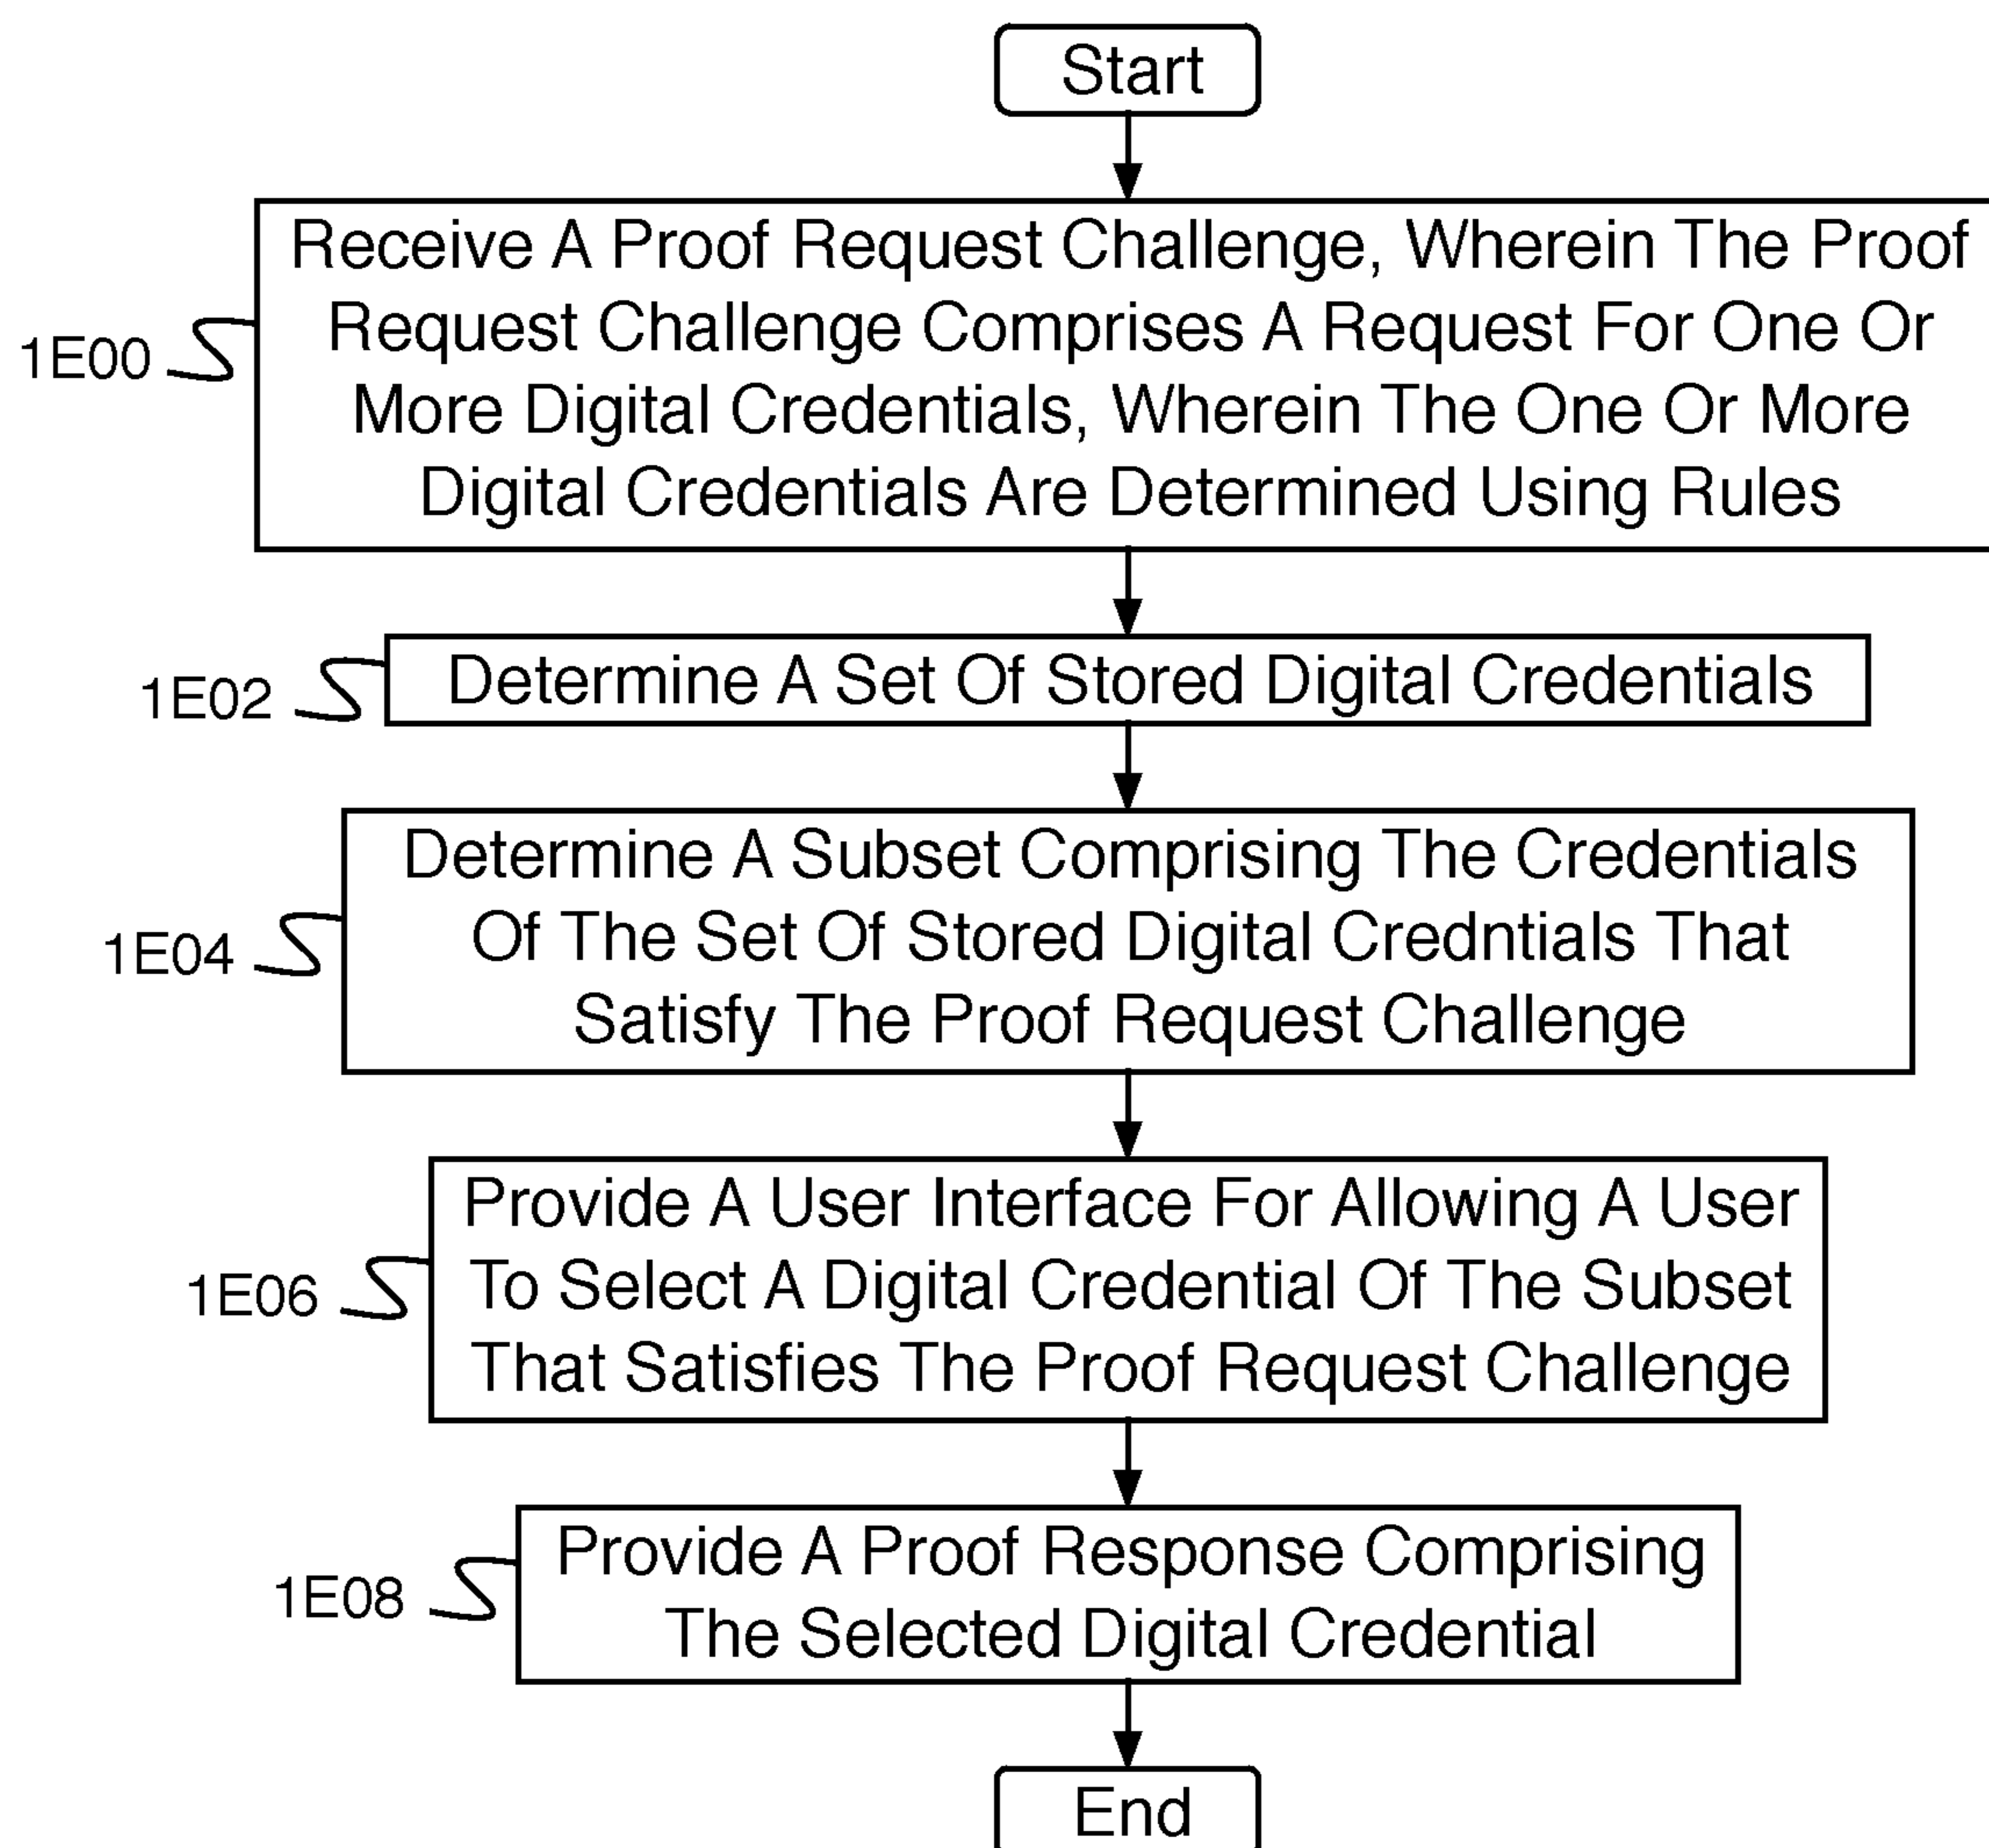 Start
Receive A Proof Request Challenge, Wherein The Proof
Request Challenge Comprises A Request For One Or
More Digital Credentials, Wherein The One Or More
Digital Credentials Are Determined Using Rules
1E00
Determine A Set Of Stored Digital Credentials
1E02
Determine A Subset Comprising The Credentials
Of The Set Of Stored Digital Credntials That
Satisfy The Proof Request Challenge
1E04
Provide A User Interface For Allowing A User
To Select A Digital Credential Of The Subset
That Satisfies The Proof Request Challenge
1E06
Provide A Proof Response Comprising
The Selected Digital Credential
1E08
End